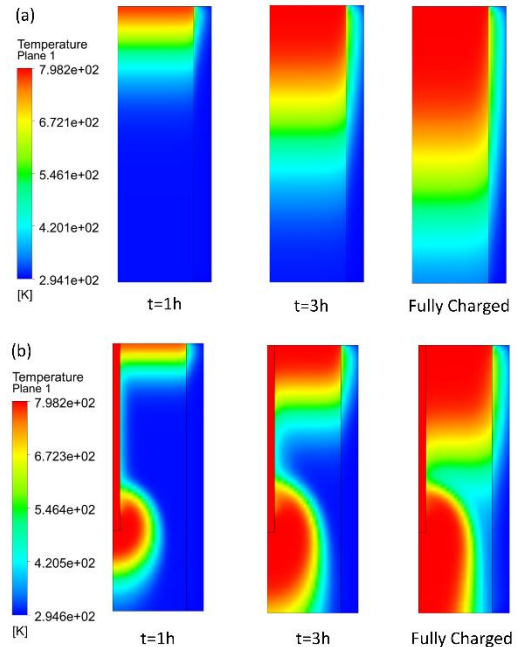 (a)
Temperature
Plane 1
7.982e+02
6.721e+02
5.461e+02
4.201e+02
2.941e+02
[K]
t=1h
t=3h
Fully Charged
(b)
Temperature
Plane 1
7.982e+02
6.723e+02
5.464e+02
4.205e+02
2.946e+02
[K]
t=1h
t=3h
Fully Charged